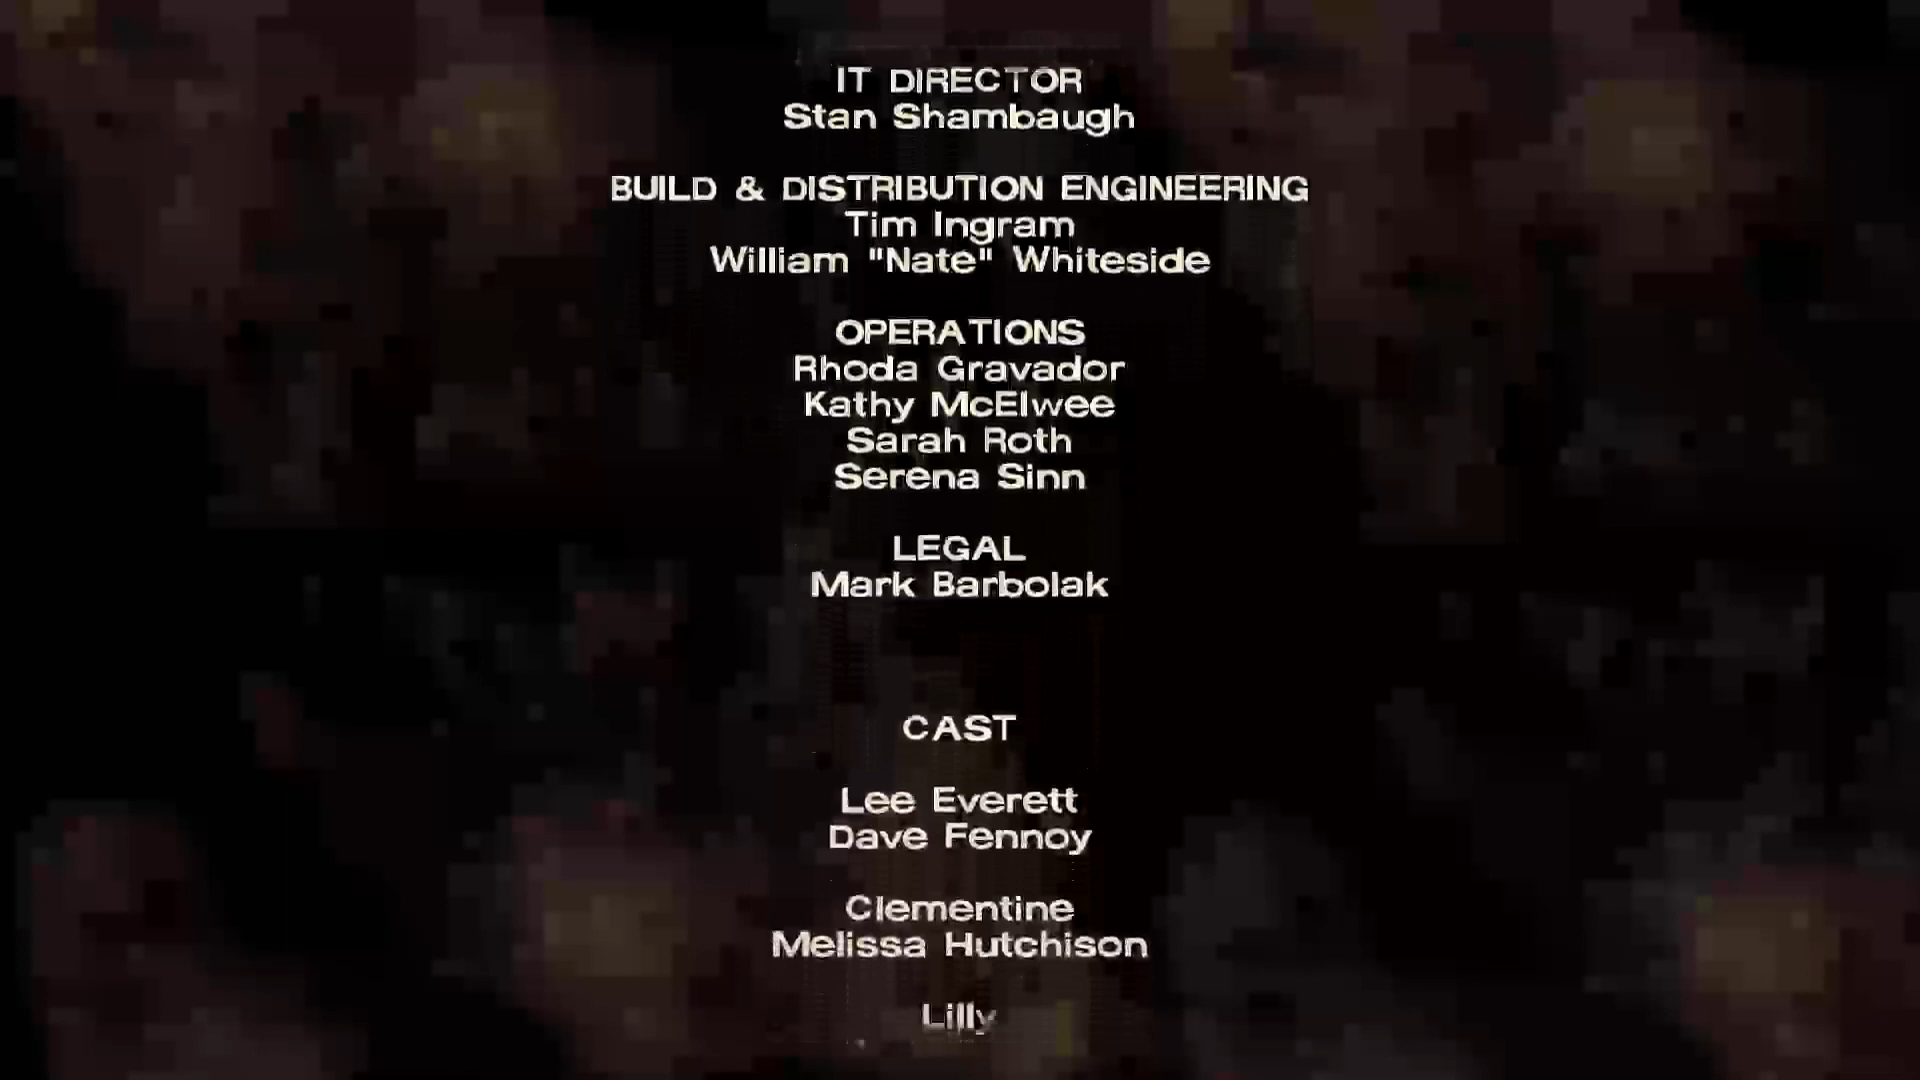 IT DIRECTOR
Stan Shambaugh
BUILD & DISTRIBUTION ENGINEERING
Tim Ingram
William "Nate" Whiteside
OPERATIONS
Rhoda Gravador
Kathy McElwee
Sarah Roth
Serena Sinn
LEGAL
Mark Barbolak
CAST
Lee Everett
Dave Fennoy
Clementine
Melissa Hutchison
Lilly